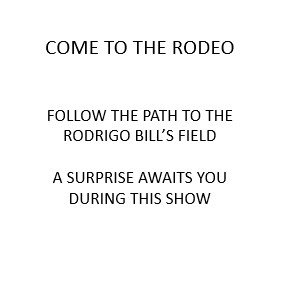 COME TO THE RODEO
FOLLOW THE PATH TO THE
RODRIGO BILL'S FIELD
A SURPRISE AWAITS YOU
DURING THIS SHOW